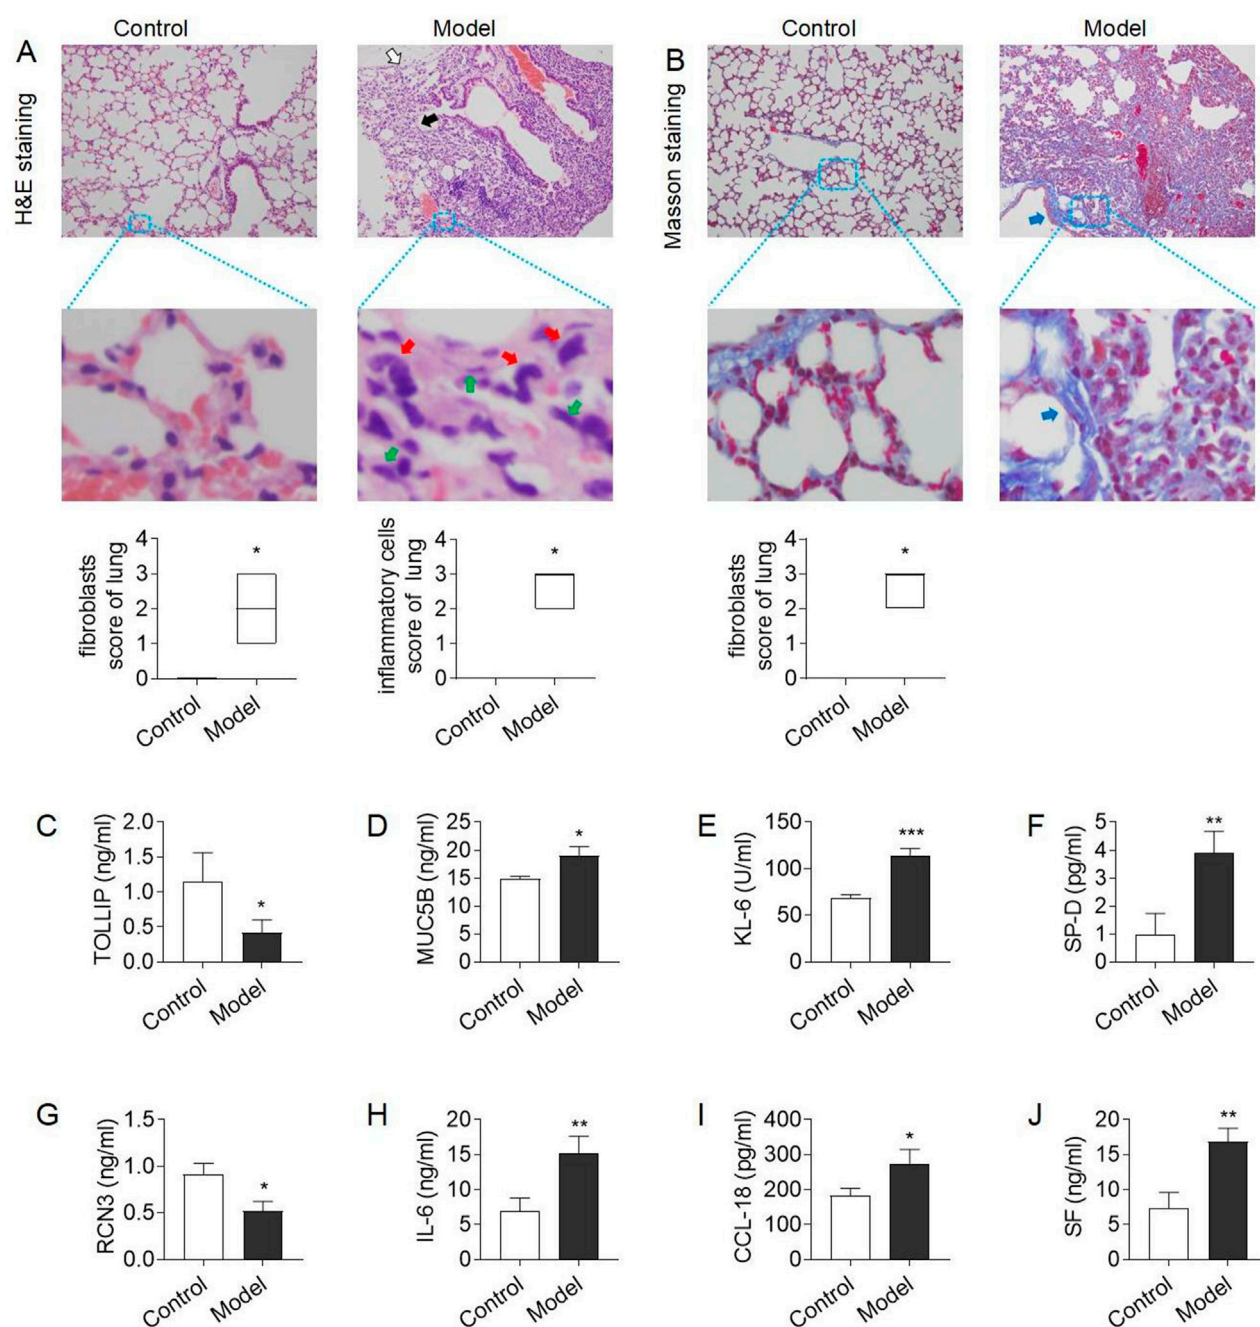 Control
Model
Control
Model
A
B
H&E staining
Masson staining
fibroblasts
score of lung
4
*
3
2
1
0
Control
Model
inflammatory cells
score of lung
4
*
3
2
1
0
Control
Model
fibroblasts
score of lung
4
*
3
2
1
0
Control
Model
C
TOLLIP (ng/ml)
2.0
1.5
1.0
0.5
0.0
*
Control
Model
D
MUC5B (ng/ml)
25
20
15
10
5
0
*
Control
Model
E
KL-6 (U/ml)
150
100
50
0
***
Control
Model
F
SP-D (pg/ml)
5
4
3
2
1
0
**
Control
Model
G
RCN3 (ng/ml)
1.5
1.0
0.5
0.0
*
Control
Model
H
IL-6 (ng/ml)
20
15
10
5
0
**
Control
Model
I
CCL-18 (pg/ml)
400
300
200
100
0
*
Control
Model
J
SF (ng/ml)
20
15
10
5
0
**
Control
Model